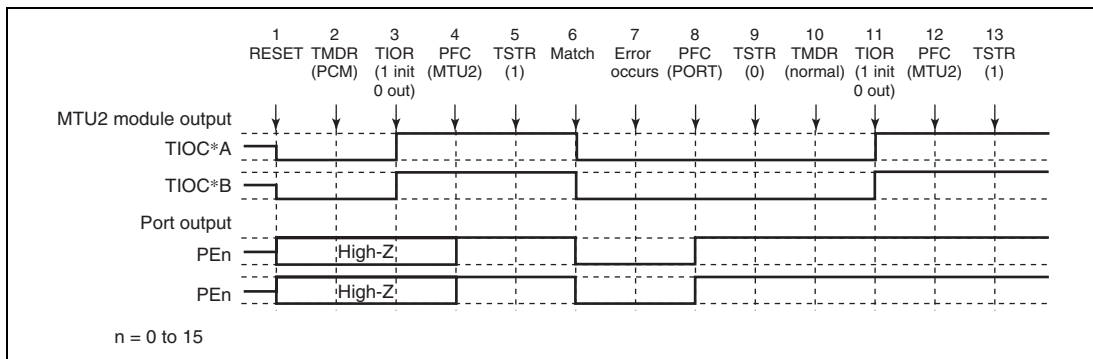 1 2 3 4 5 6 7 8 9 10 11 12 13
RESET TMDR TIOR PFC TSTR Match Error PFC TSTR TMDR TIOR PFC TSTR
(PCM) (1 init (MTU2) (1) occurs (PORT) (0) (normal) (1 init (MTU2) (1)
0 out) 0 out)
MTU2 module output
TIOC*A
TIOC*B
Port output
PEn High-Z
PEn High-Z
n = 0 to 15